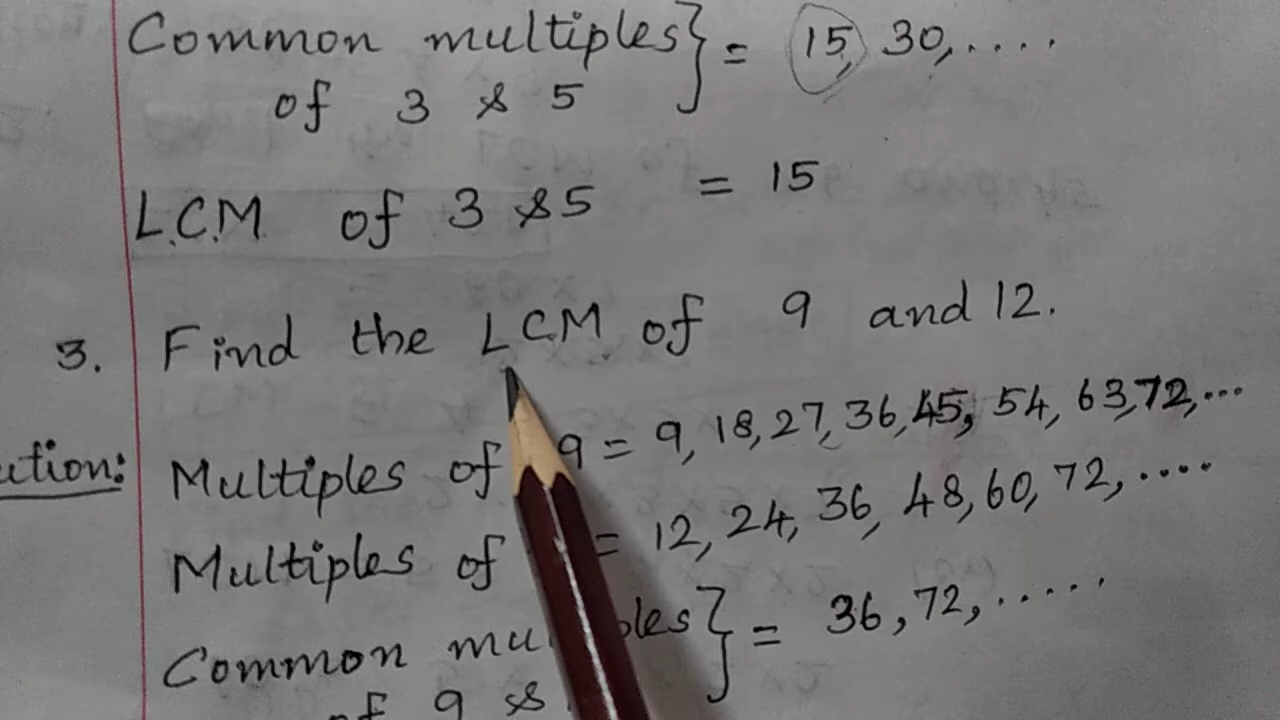 Common multiples} = 15, 30, ....
of 3 & 5
L.C.M of 3 & 5 = 15
3. Find the LCM of 9 and 12.
ution: Multiples of 9 = 9, 18, 27, 36, 45, 54, 63, 72, ...
Multiples of = 12, 24, 36, 48, 60, 72, ....
Common mu ples} = 36, 72, .....
of 9 &